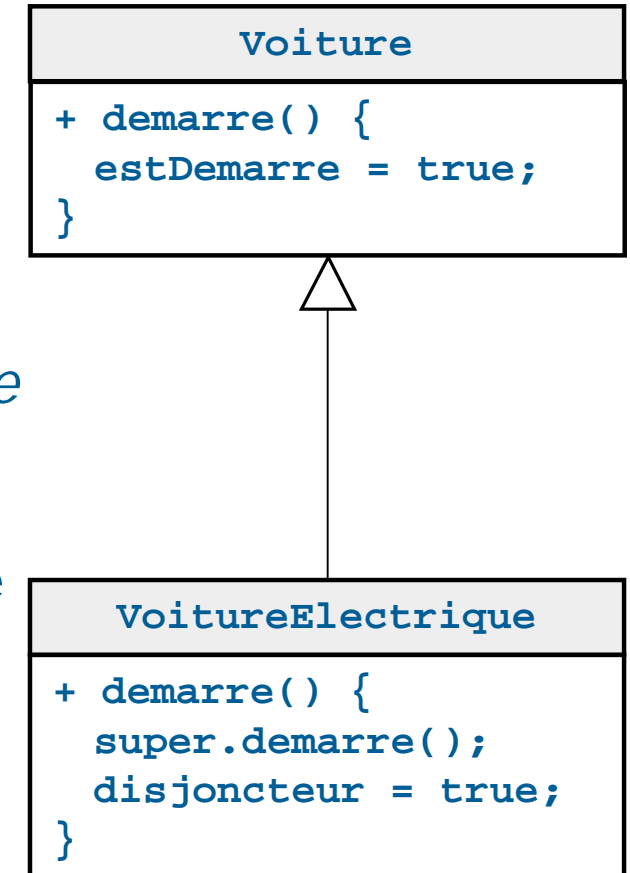 Voiture
+ demarre() {
estDemarre = true;
}
e
e
VoitureElectrique
+ demarre() {
super.demarre();
disjoncteur = true;
}